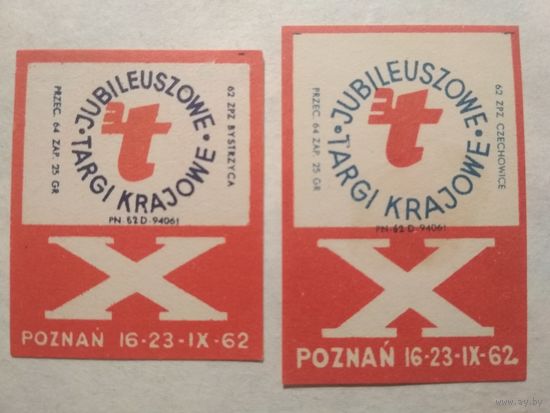 PRZEC. 64 ZAP. 25 GR
JUBILEUSZOWE
TARGI KRAJOWE
t
62 ZPZ BYSTRZYCA
PN-62 D-94061
X
POZNAŃ 16-23-IX-62
PRZEC. 64 ZAP. 25 GR
JUBILEUSZOWE
TARGI KRAJOWE
t
62 ZPZ CZECHOWICE
PN-62 D-94061
X
POZNAŃ 16-23-IX-62
www.ay.by